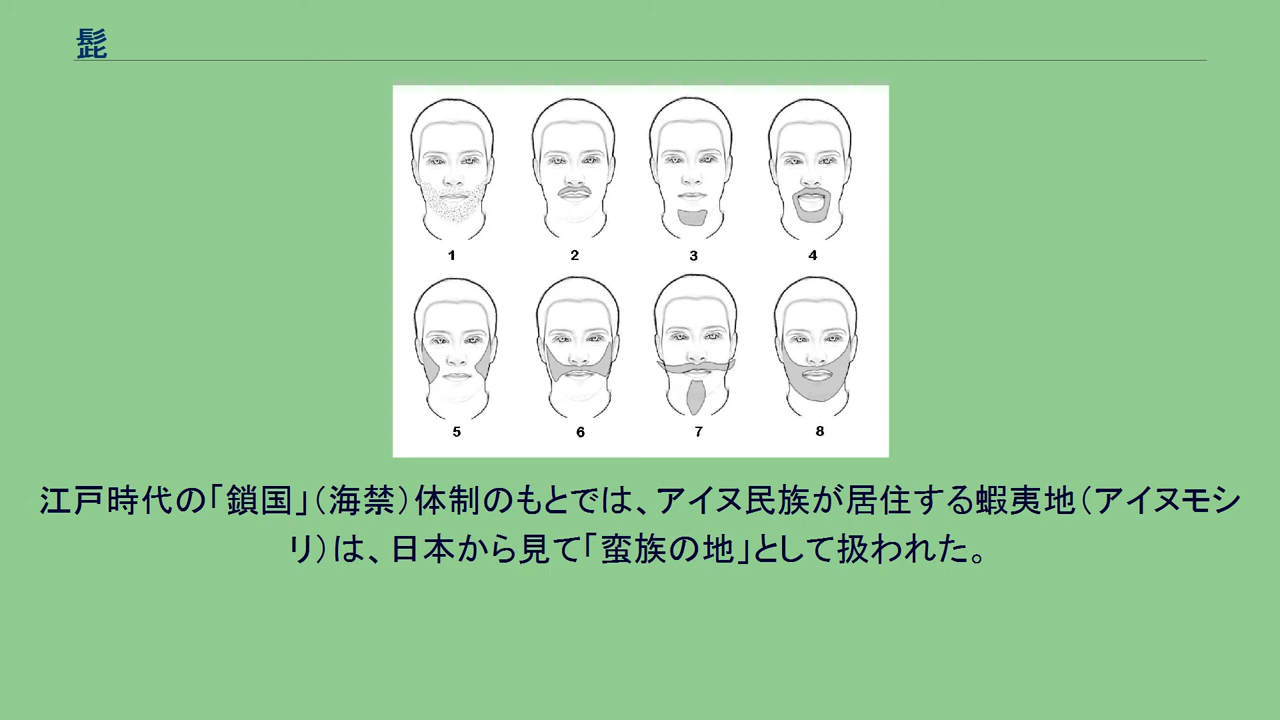 髭
1 2 3 4
5 6 7 8
江戸時代の「鎖国」（海禁）体制のもとでは、アイヌ民族が居住する蝦夷地（アイヌモシ
リ）は、日本から見て「蛮族の地」として扱われた。